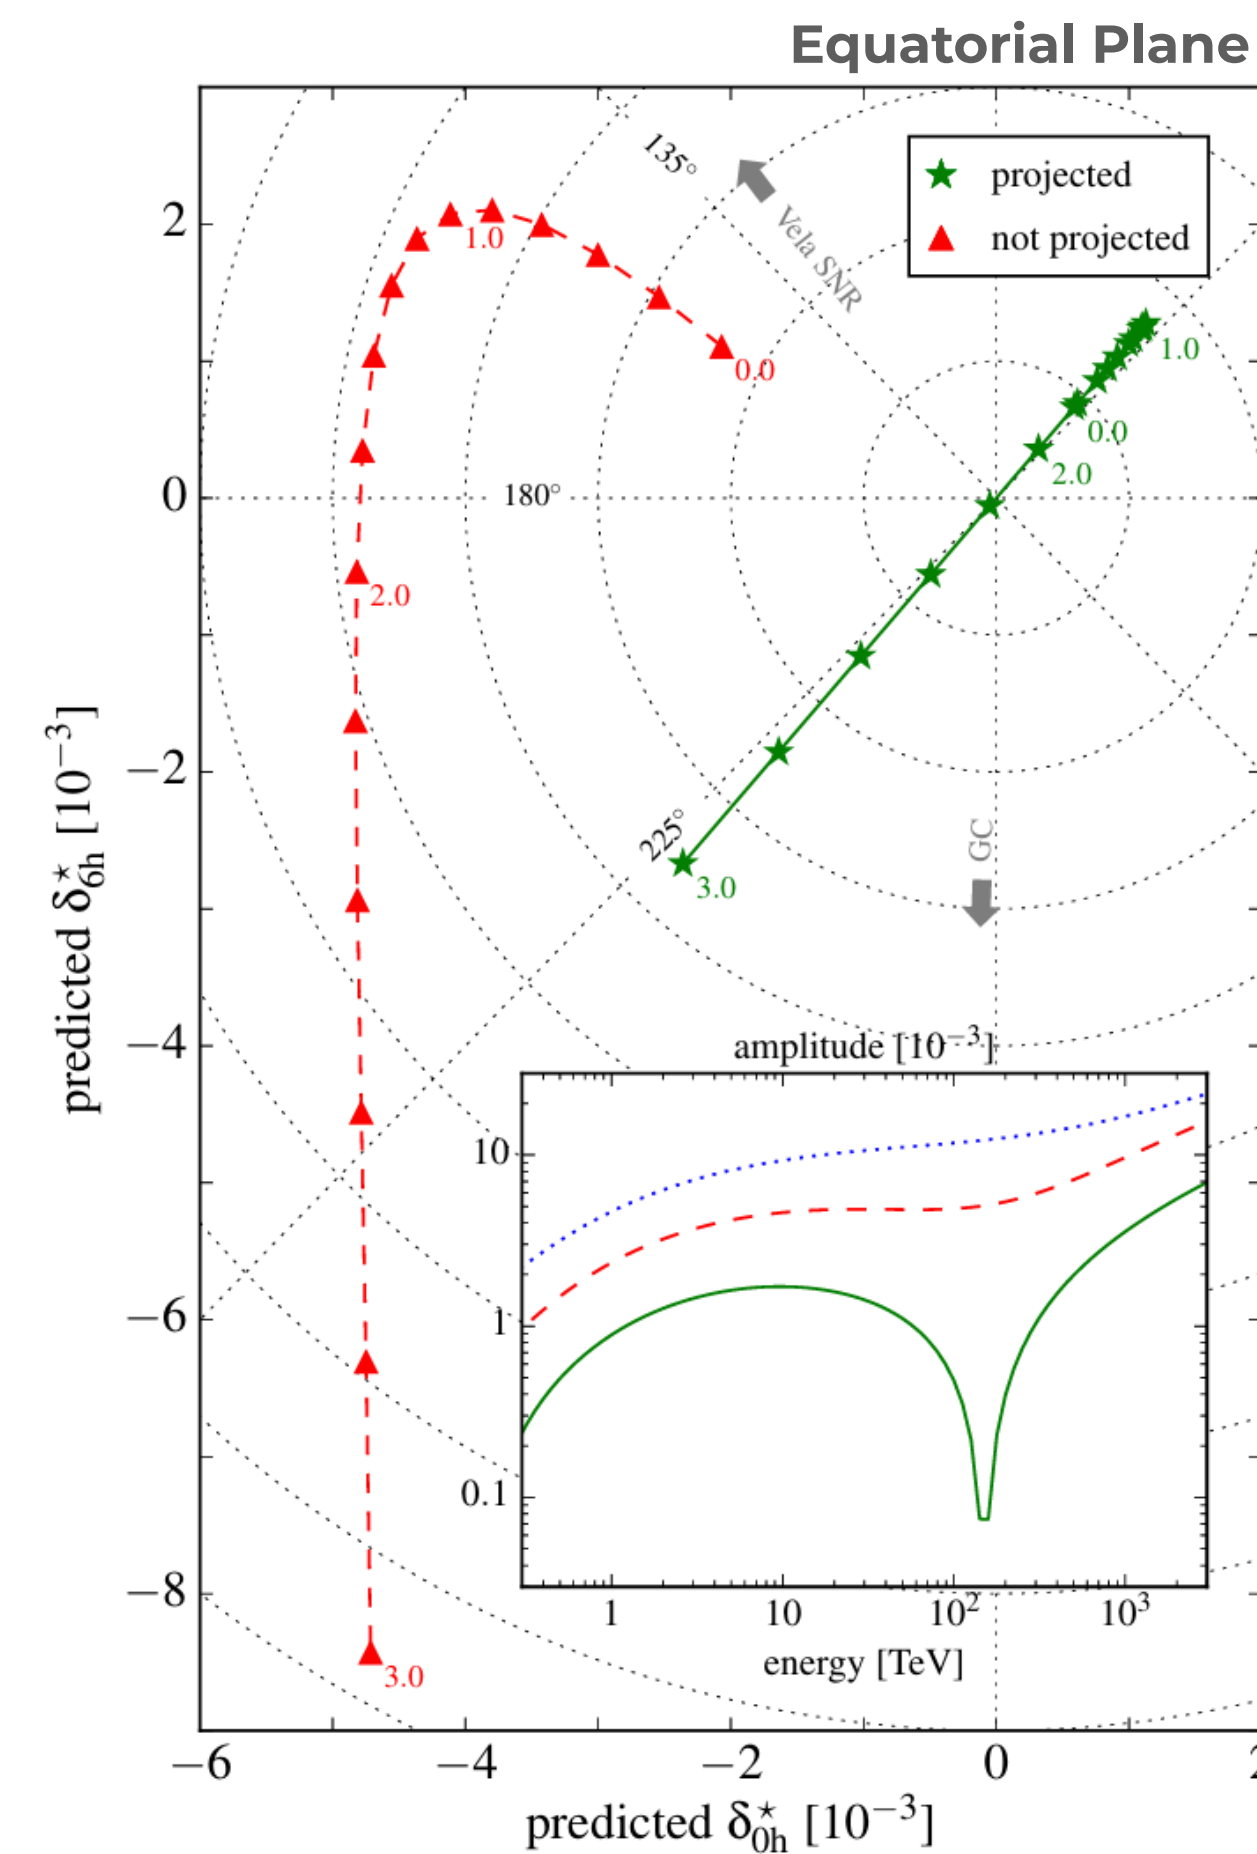 Equatorial Plane
135°
Vela SNR
projected
not projected
2
1.0
0.0
1.0
0.0
2.0
0
180°
2.0
predicted δ⋆6h [10−3]
−2
225°
3.0
GC
−4
amplitude [10−3]
10
−6
1
0.1
−8
1 10 10² 10³
energy [TeV]
3.0
−6 −4 −2 0
predicted δ⋆0h [10−3]